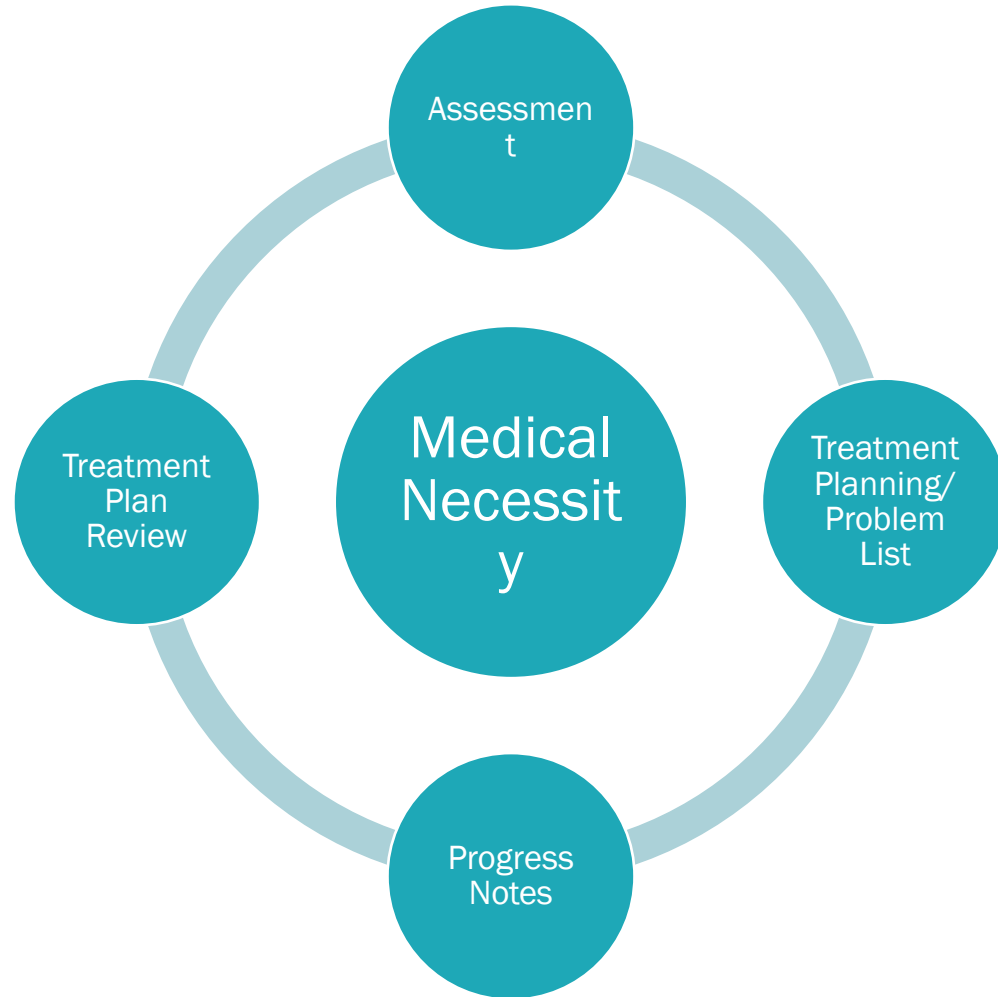 Assessmen
t
Medical
Necessit
y
Treatment
Planning/
Problem
List
Progress
Notes
Treatment
Plan
Review